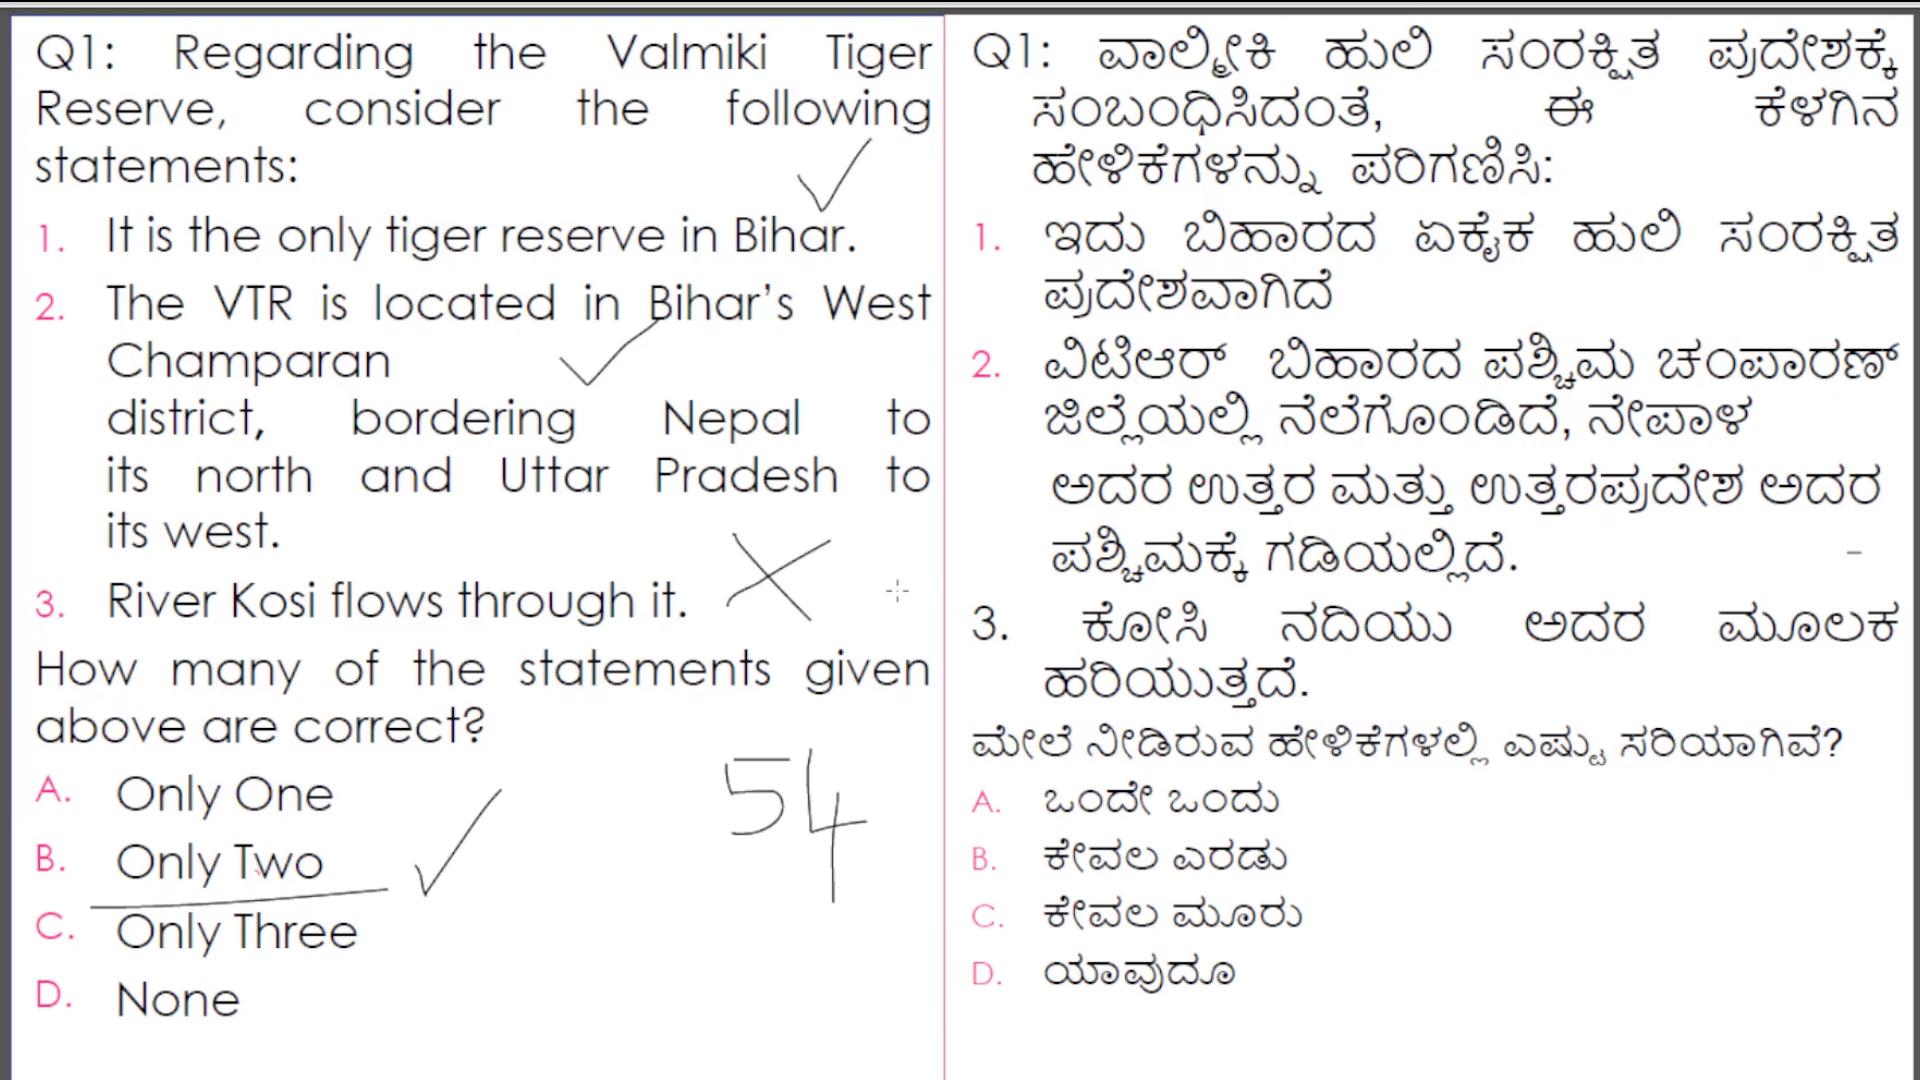 Q1: Regarding the Valmiki Tiger
Reserve, consider the following
statements:
1. It is the only tiger reserve in Bihar.
2. The VTR is located in Bihar’s West
Champaran
district, bordering Nepal to
its north and Uttar Pradesh to
its west.
3. River Kosi flows through it.
How many of the statements given
above are correct?
A. Only One
B. Only Two
C. Only Three
D. None
54
Q1: ವಾಲ್ಮೀಕಿ ಹುಲಿ ಸಂರಕ್ಷಿತ ಪ್ರದೇಶಕ್ಕೆ
ಸಂಬಂಧಿಸಿದಂತೆ, ಈ ಕೆಳಗಿನ
ಹೇಳಿಕೆಗಳನ್ನು ಪರಿಗಣಿಸಿ:
1. ಇದು ಬಿಹಾರದ ಏಕೈಕ ಹುಲಿ ಸಂರಕ್ಷಿತ
ಪ್ರದೇಶವಾಗಿದೆ
2. ವಿಟಿಆರ್ ಬಿಹಾರದ ಪಶ್ಚಿಮ ಚಂಪಾರಣ್
ಜಿಲ್ಲೆಯಲ್ಲಿ ನೆಲೆಗೊಂಡಿದೆ, ನೇಪಾಳ
ಅದರ ಉತ್ತರ ಮತ್ತು ಉತ್ತರಪ್ರದೇಶ ಅದರ
ಪಶ್ಚಿಮಕ್ಕೆ ಗಡಿಯಲ್ಲಿದೆ.
3. ಕೋಸಿ ನದಿಯು ಅದರ ಮೂಲಕ
ಹರಿಯುತ್ತದೆ.
ಮೇಲೆ ನೀಡಿರುವ ಹೇಳಿಕೆಗಳಲ್ಲಿ ಎಷ್ಟು ಸರಿಯಾಗಿವೆ?
A. ಒಂದೇ ಒಂದು
B. ಕೇವಲ ಎರಡು
C. ಕೇವಲ ಮೂರು
D. ಯಾವುದೂ